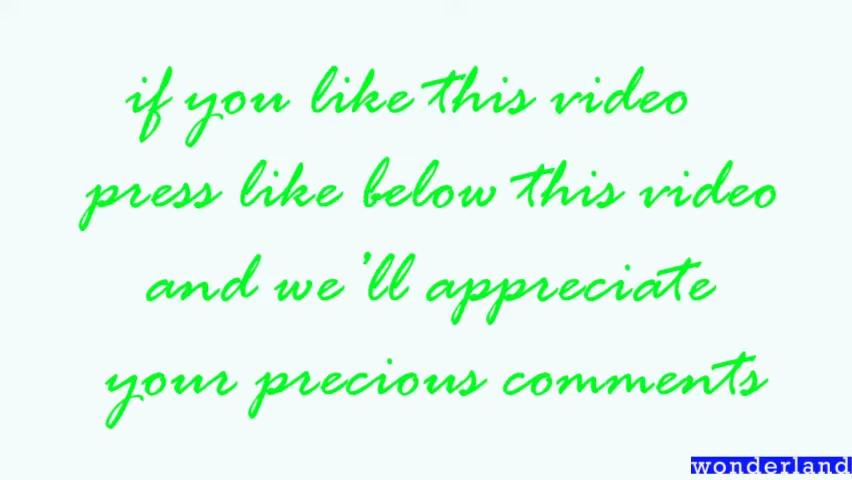 if you like this video
press like below this video
and we'll appreciate
your precious comments
wonderland